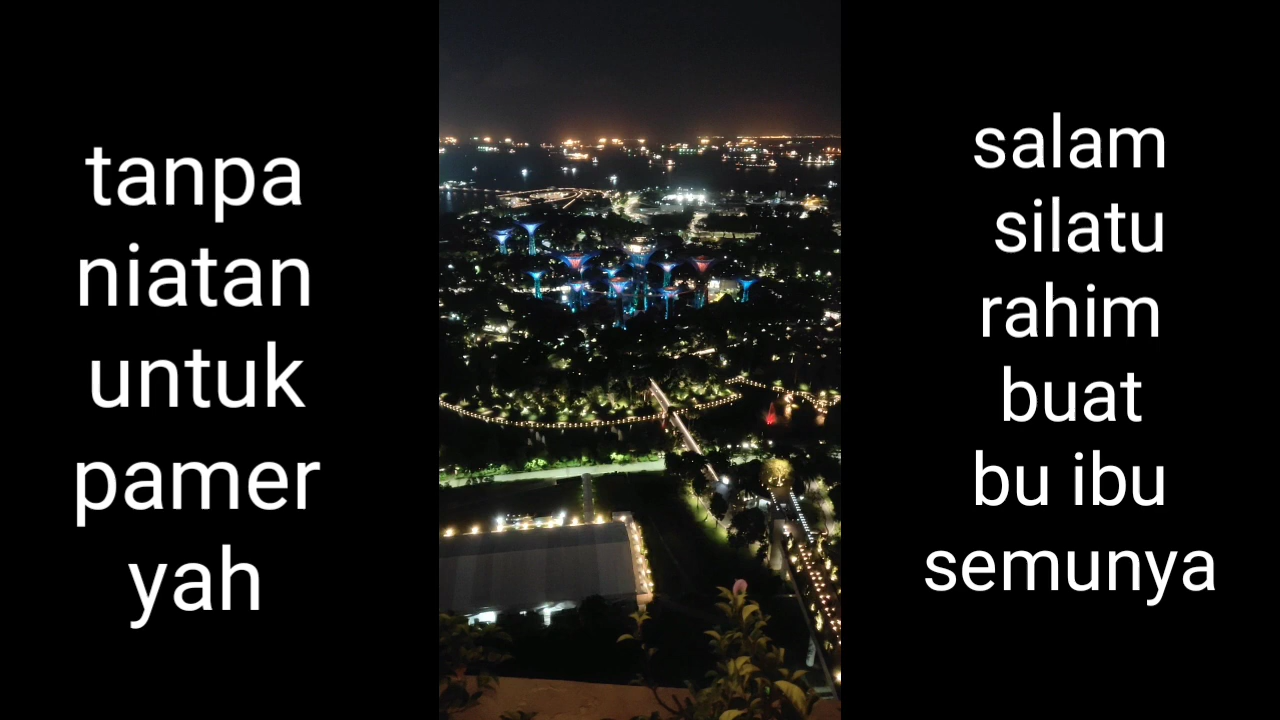 tanpa
niatan
untuk
pamer
yah
salam
silatu
rahim
buat
bu ibu
semunya